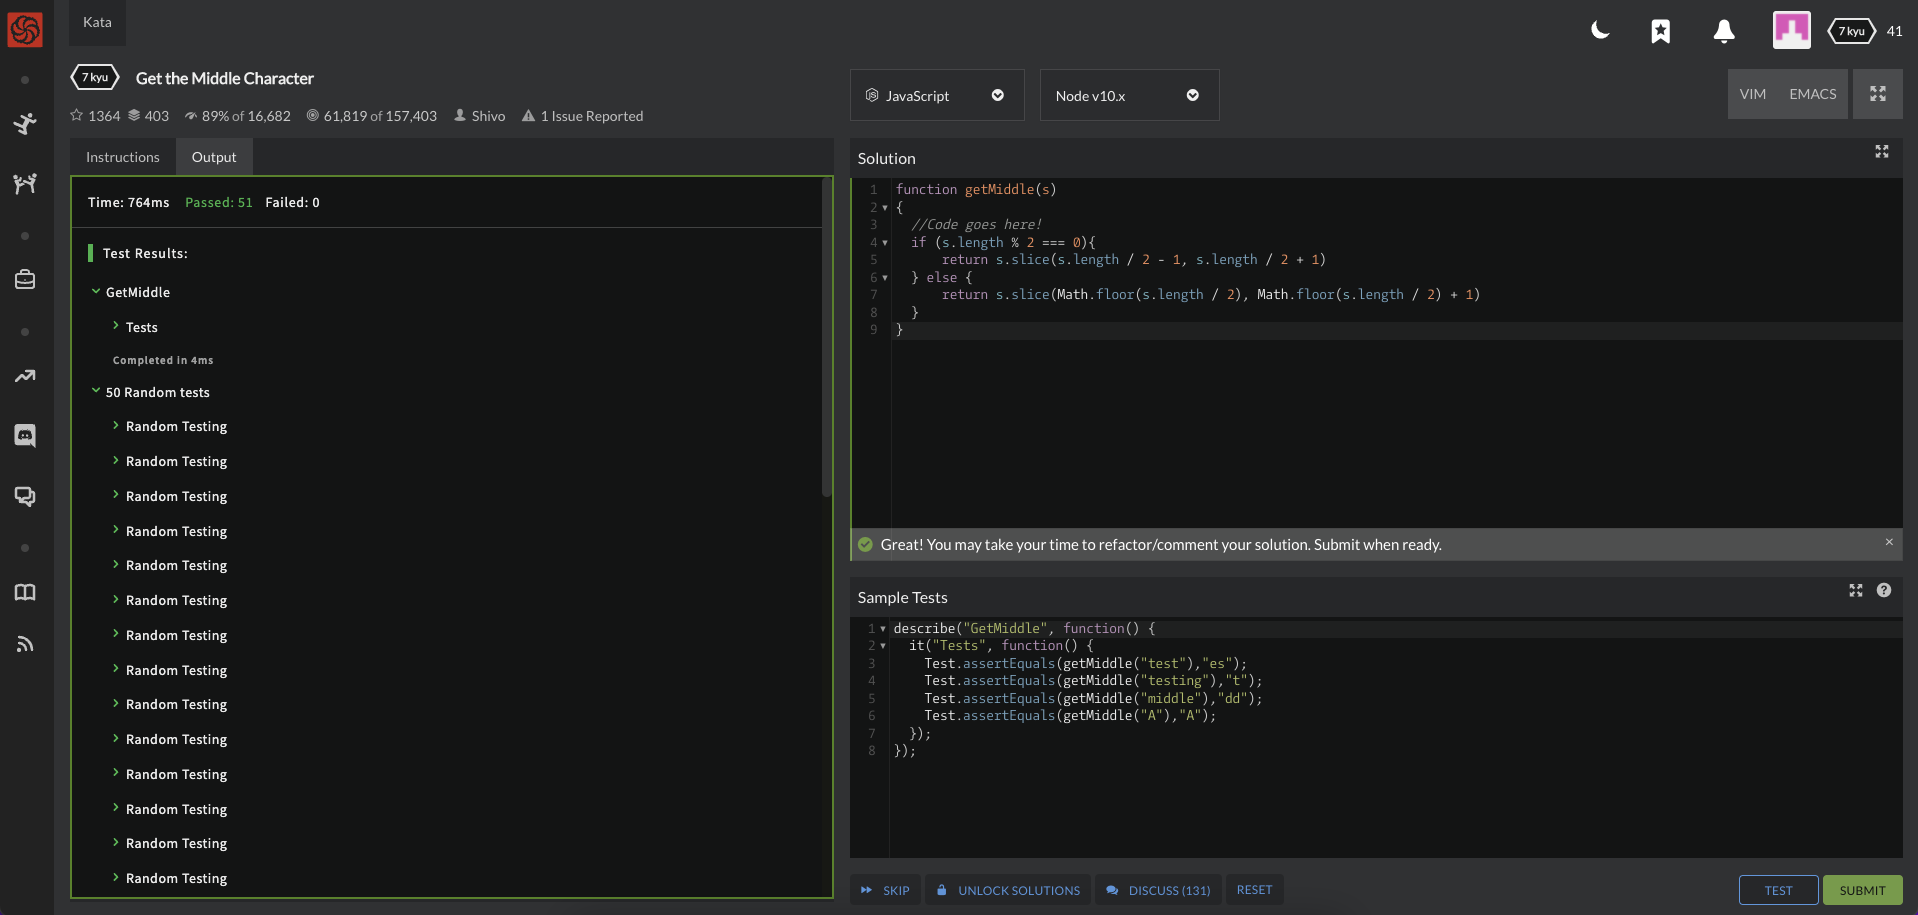 Kata
7 kyu
41
7 kyu Get the Middle Character
1364 403 89% of 16,682 61,819 of 157,403 Shivo 1 Issue Reported
JavaScript
Node v10.x
VIM EMACS
Instructions Output
Time: 764ms Passed: 51 Failed: 0
Test Results:
GetMiddle
Tests
Completed in 4ms
50 Random tests
Random Testing
Random Testing
Random Testing
Random Testing
Random Testing
Random Testing
Random Testing
Random Testing
Random Testing
Random Testing
Random Testing
Random Testing
Random Testing
Random Testing
Solution
1 function getMiddle(s)
2 {
3 //Code goes here!
4 if (s.length % 2 === 0){
5 return s.slice(s.length / 2 - 1, s.length / 2 + 1)
6 } else {
7 return s.slice(Math.floor(s.length / 2), Math.floor(s.length / 2) + 1)
8 }
9 }
Great! You may take your time to refactor/comment your solution. Submit when ready.
Sample Tests
1 describe("GetMiddle", function() {
2 it("Tests", function() {
3 Test.assertEquals(getMiddle("test"),"es");
4 Test.assertEquals(getMiddle("testing"),"t");
5 Test.assertEquals(getMiddle("middle"),"dd");
6 Test.assertEquals(getMiddle("A"),"A");
7 });
8 });
SKIP UNLOCK SOLUTIONS DISCUSS (131) RESET
TEST SUBMIT